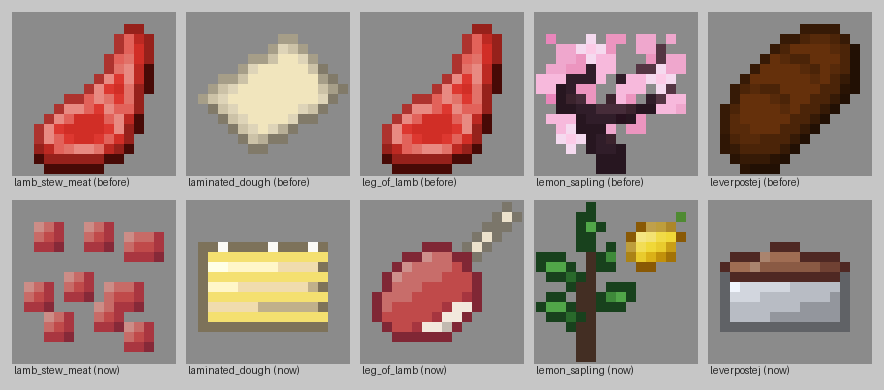 lamb_stew_meat (before)
laminated_dough (before)
leg_of_lamb (before)
lemon_sapling (before)
leverpostej (before)
lamb_stew_meat (now)
laminated_dough (now)
leg_of_lamb (now)
lemon_sapling (now)
leverpostej (now)